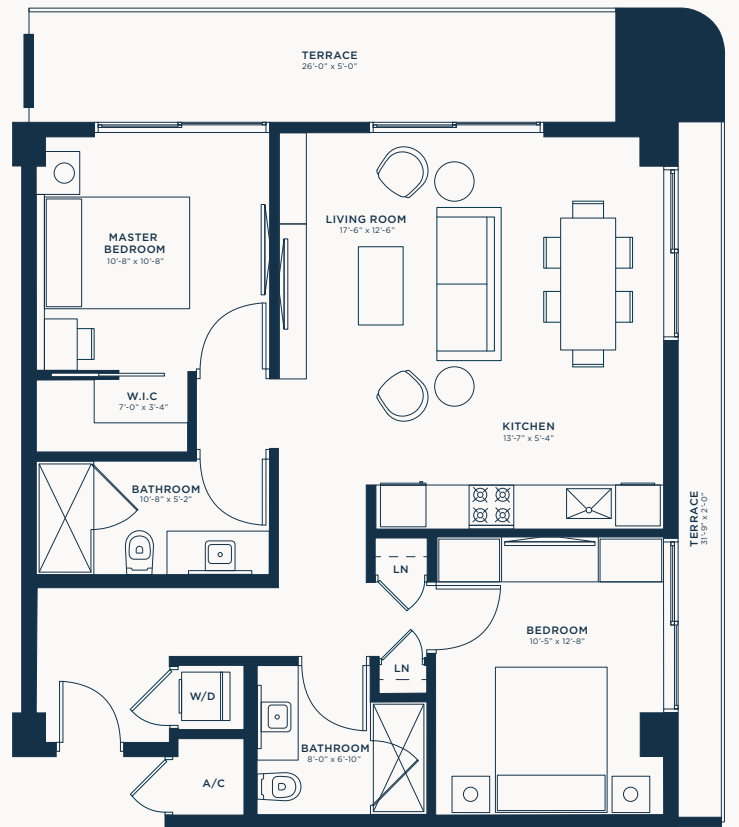 TERRACE
26'-0" x 5'-0"
MASTER
BEDROOM
10'-8" x 10'-8"
LIVING ROOM
17'-6" x 12'-6"
W.I.C
7'-0" x 3'-4"
KITCHEN
13'-7" x 5'-4"
BATHROOM
10'-8" x 5'-2"
TERRACE
31'-9" x 2'-0"
LN
BEDROOM
10'-5" x 12'-8"
LN
W/D
BATHROOM
8'-0" x 6'-10"
A/C